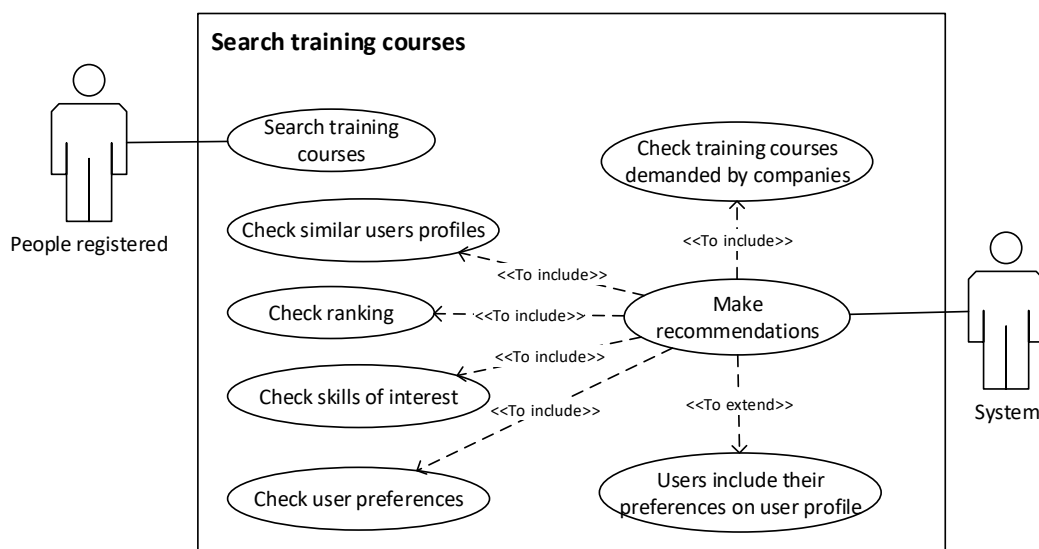 Search training courses
Search training
courses
Check training courses
demanded by companies
People registered
Check similar users profiles
<<To include>>
<<To include>>
Check ranking
<<To include>>
Make
recommendations
<<To include>>
Check skills of interest
<<To include>>
<<To extend>>
System
Check user preferences
Users include their
preferences on user profile